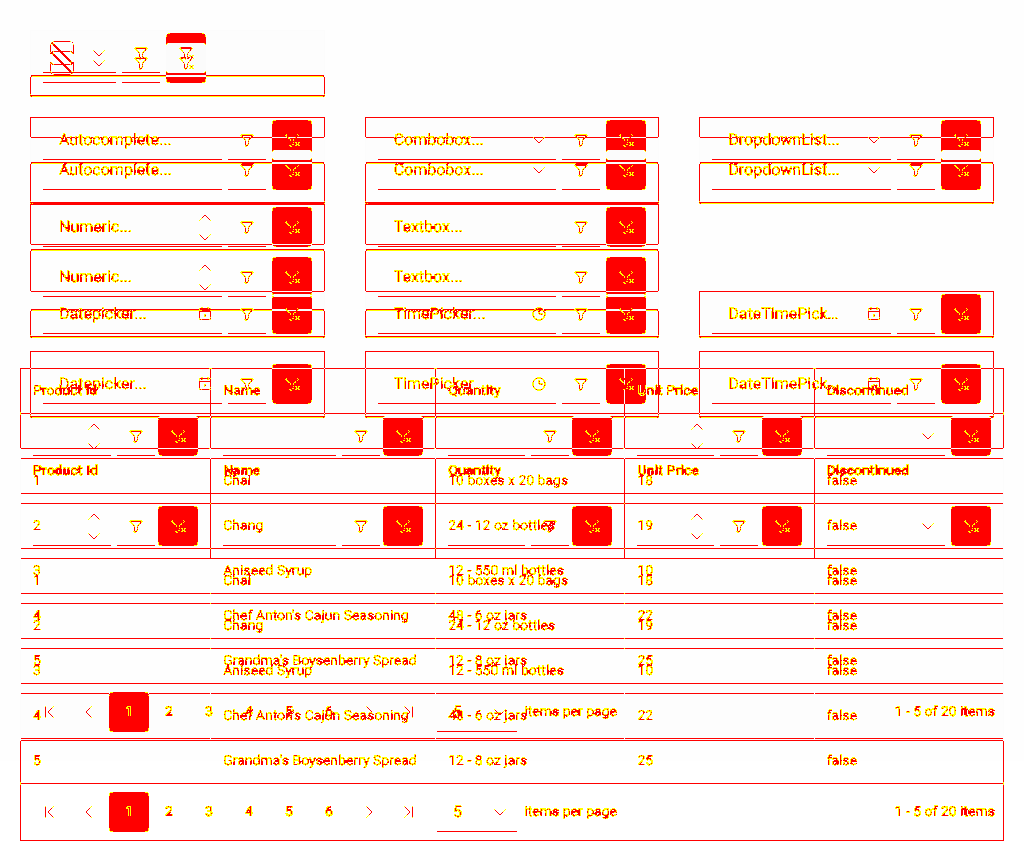 Autocomplete... Combobox... DropdownList...
Autocomplete... Combobox... DropdownList...
Numeric... Textbox...
Numeric... Textbox...
Datepicker... TimePicker... DateTimePick...
Datepicker... TimePicker... DateTimePick...
Product Id Name Quantity Unit Price Discontinued
Product Id Name Quantity Unit Price Discontinued
1 Chai 10 boxes x 20 bags 18 false
2 Chang 24 - 12 oz bottles 19 false
3 Aniseed Syrup 12 - 550 ml bottles 10 false
1 Chai 10 boxes x 20 bags 18 false
4 Chef Anton's Cajun Seasoning 48 - 6 oz jars 22 false
2 Chang 24 - 12 oz bottles 19 false
5 Grandma's Boysenberry Spread 12 - 8 oz jars 25 false
3 Aniseed Syrup 12 - 550 ml bottles 10 false
1 2 3 4 5 6 5 items per page 1 - 5 of 20 items
4 Chef Anton's Cajun Seasoning 48 - 6 oz jars 22 false
5 Grandma's Boysenberry Spread 12 - 8 oz jars 25 false
1 2 3 4 5 6 5 items per page 1 - 5 of 20 items